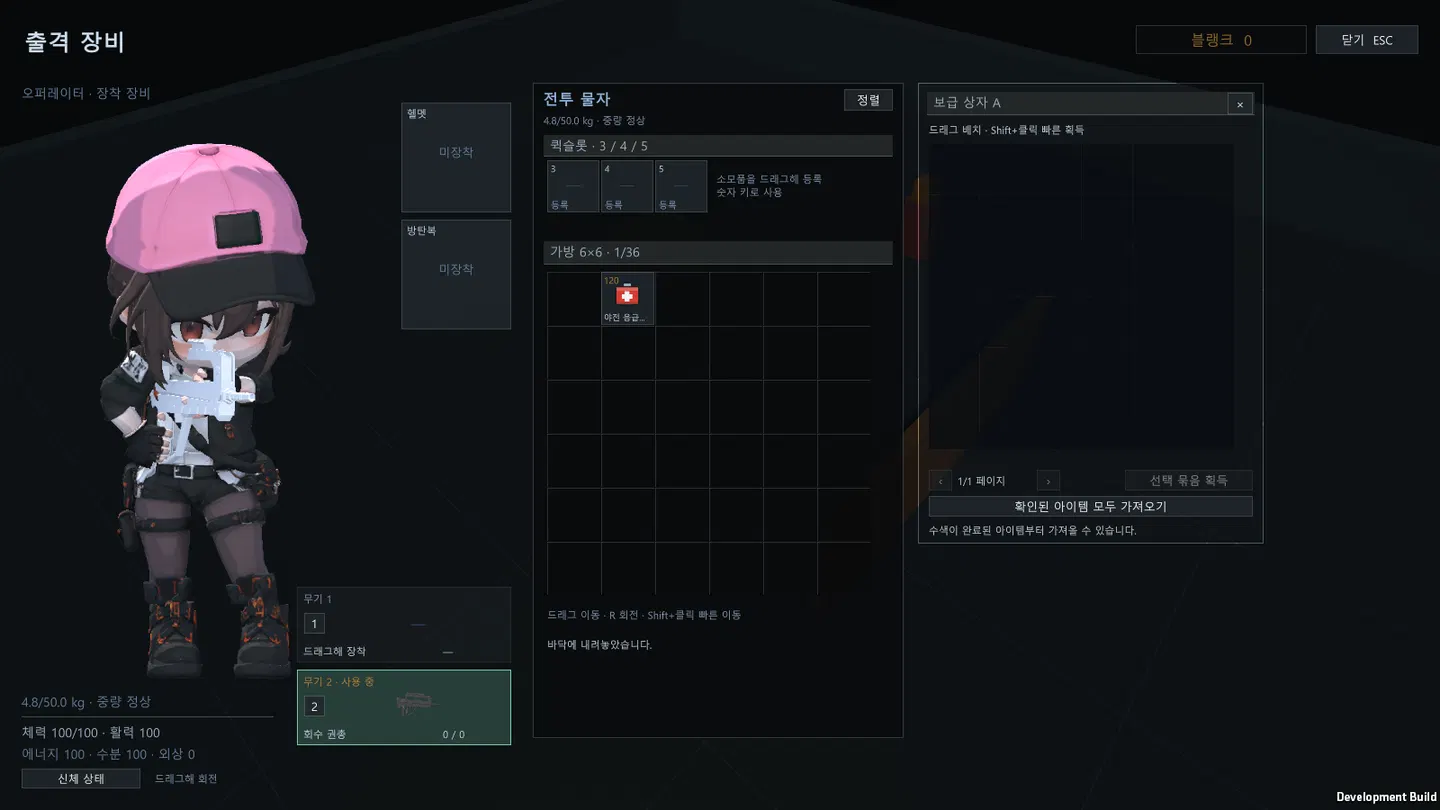 출격 장비
블랭크 0
닫기 ESC
오퍼레이터 · 장착 장비
헬멧
미장착
방탄복
미장착
무기 1
1
드래그해 장착
—
무기 2 · 사용 중
2
회수 권총
0 / 0
4.8/50.0 kg · 중량 정상
체력 100/100 · 활력 100
에너지 100 · 수분 100 · 외상 0
신체 상태
드래그해 회전
전투 물자
정렬
4.8/50.0 kg · 중량 정상
퀵슬롯 · 3 / 4 / 5
3
등록
4
등록
5
등록
소모품을 드래그해 등록
숫자 키로 사용
가방 6×6 · 1/36
120
야전 응급...
드래그 이동 · R 회전 · Shift+클릭 빠른 이동
바닥에 내려놓았습니다.
보급 상자 A
×
드래그 배치 · Shift+클릭 빠른 획득
‹ 1/1 페이지 ›
선택 묶음 획득
확인된 아이템 모두 가져오기
수색이 완료된 아이템부터 가져올 수 있습니다.
Development Build